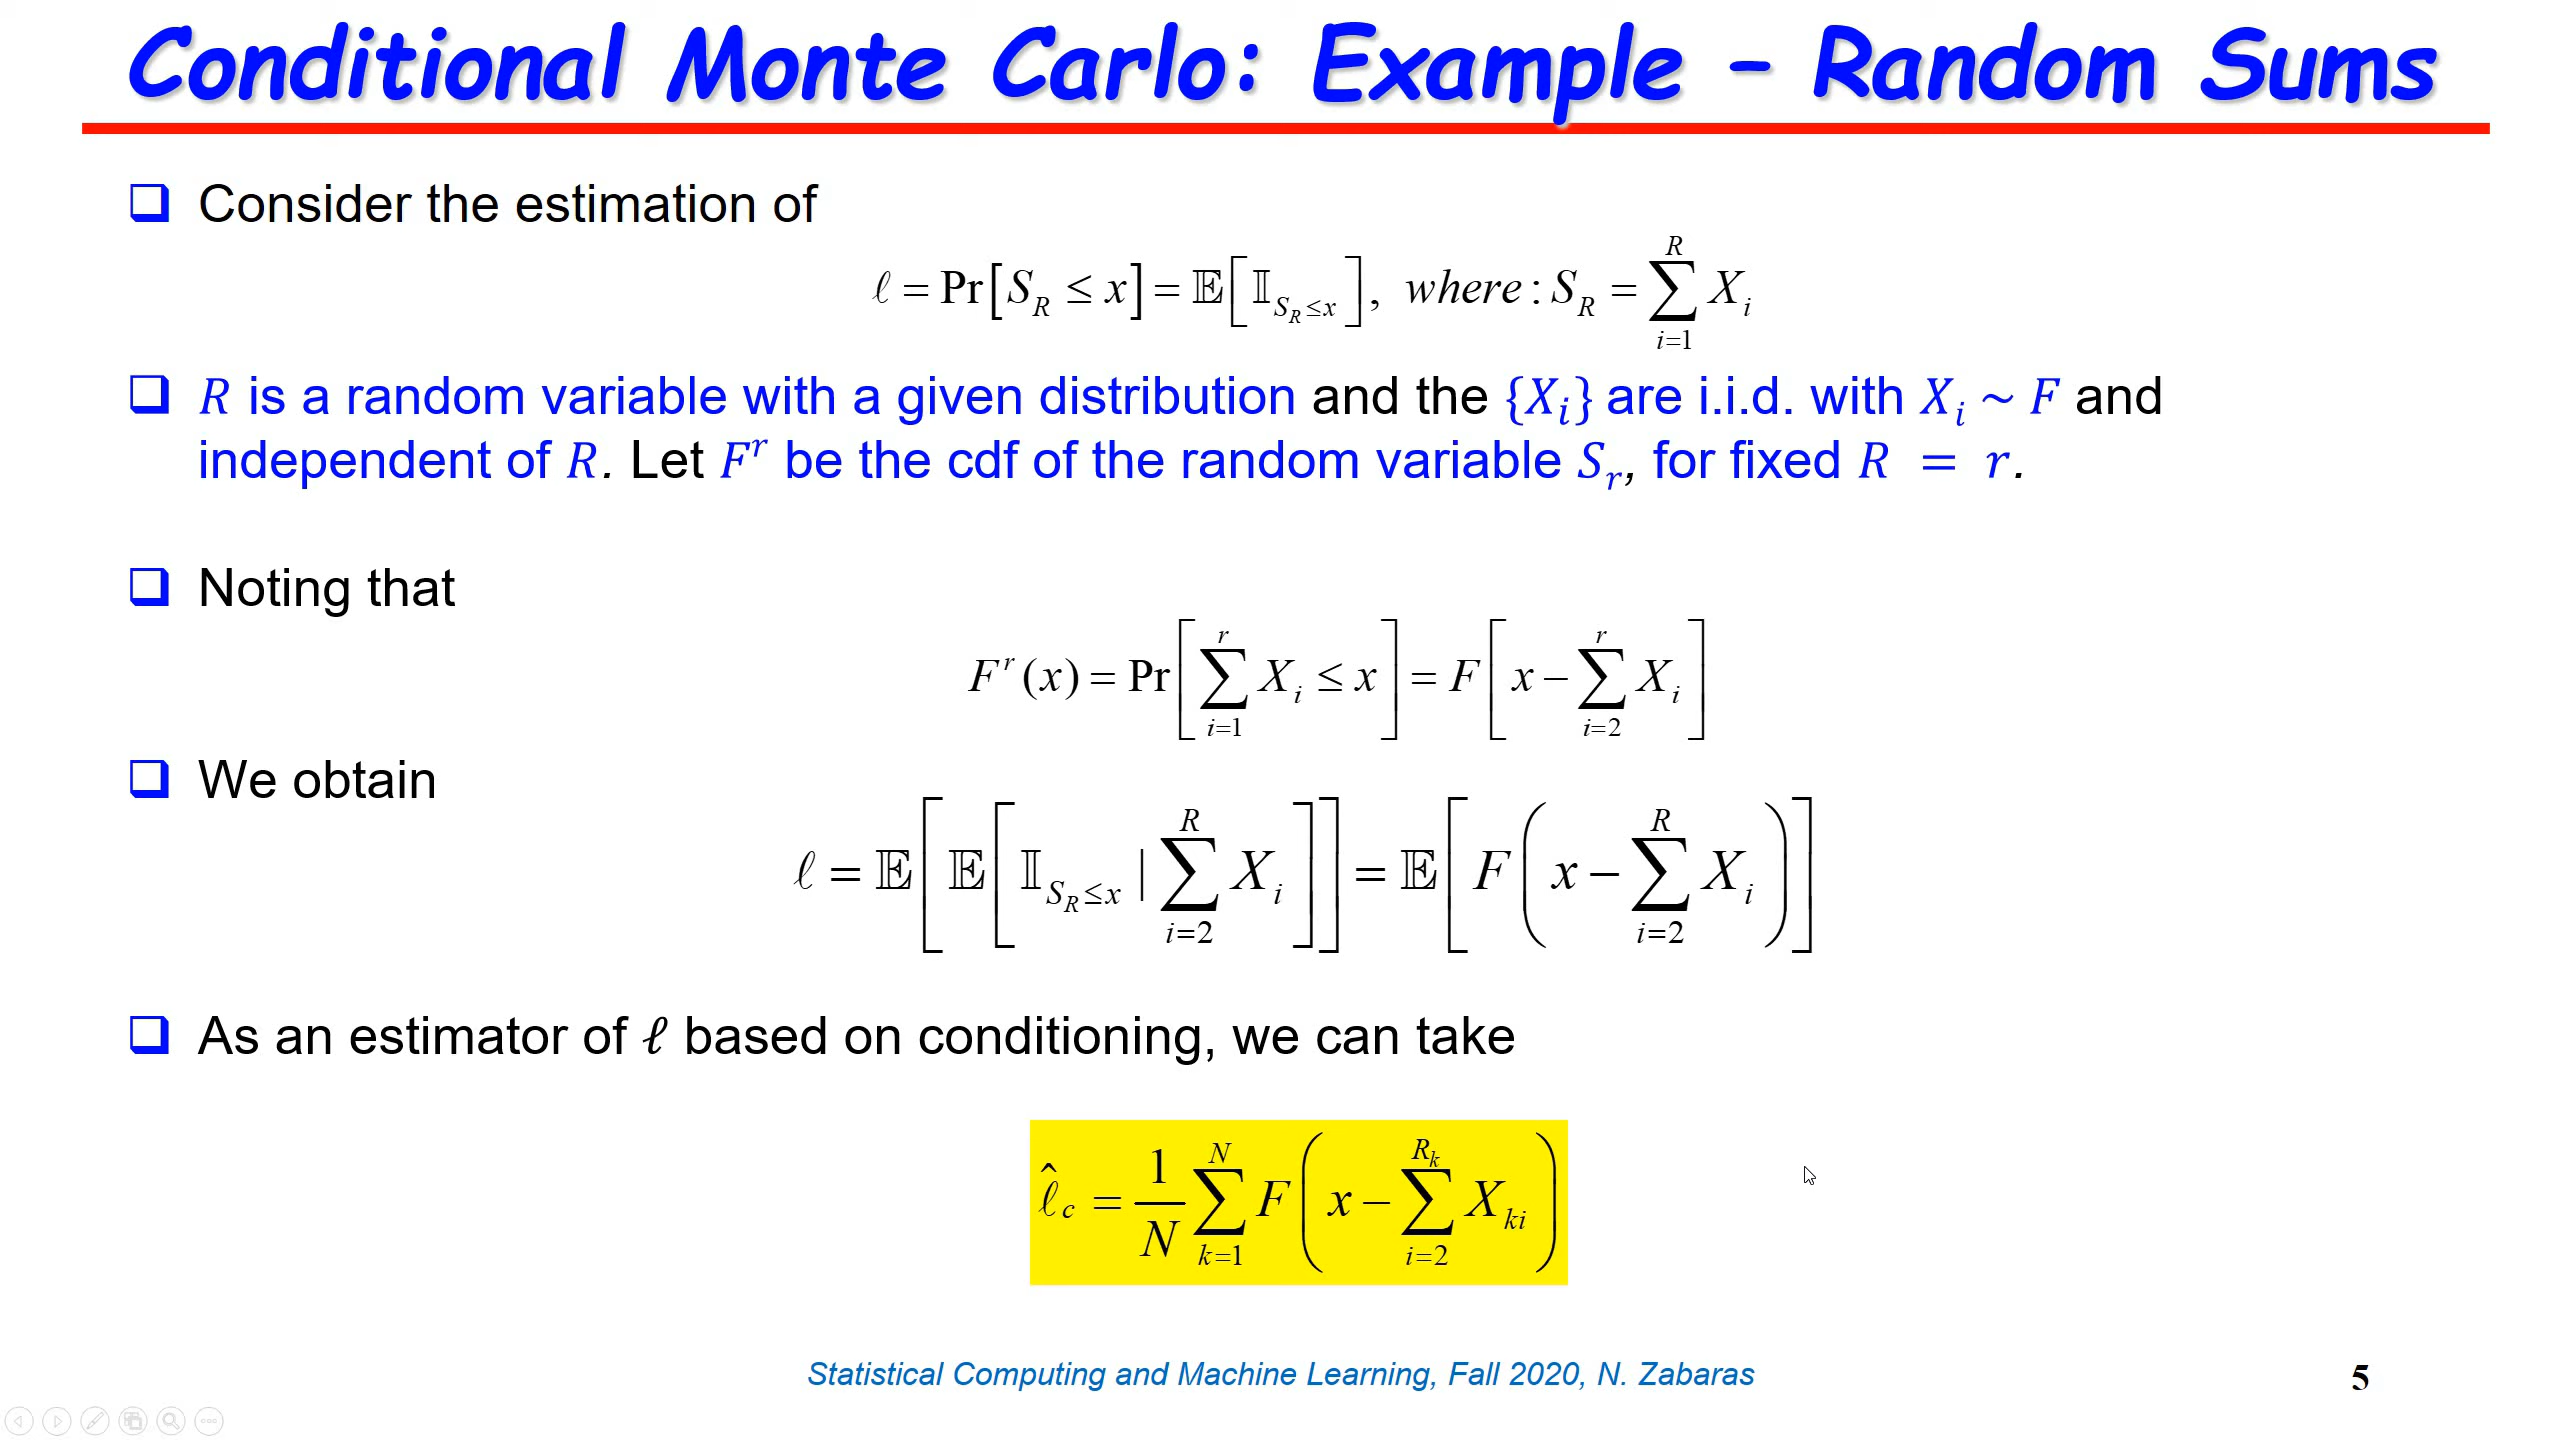 Conditional Monte Carlo: Example – Random Sums
❑ Consider the estimation of
ℓ = Pr[S_R ≤ x] = 𝔼[𝕀_{S_R ≤ x}], where: S_R = ∑_{i=1}^{R} X_i
❑ R is a random variable with a given distribution and the {X_i} are i.i.d. with X_i ~ F and
independent of R. Let F^r be the cdf of the random variable S_r, for fixed R = r.
❑ Noting that
F^r(x) = Pr[∑_{i=1}^{r} X_i ≤ x] = F[x − ∑_{i=2}^{r} X_i]
❑ We obtain
ℓ = 𝔼[𝔼[𝕀_{S_R ≤ x} | ∑_{i=2}^{R} X_i]] = 𝔼[F(x − ∑_{i=2}^{R} X_i)]
❑ As an estimator of ℓ based on conditioning, we can take
ℓ̂_c = 1/N ∑_{k=1}^{N} F(x − ∑_{i=2}^{R_k} X_{ki})
Statistical Computing and Machine Learning, Fall 2020, N. Zabaras
5